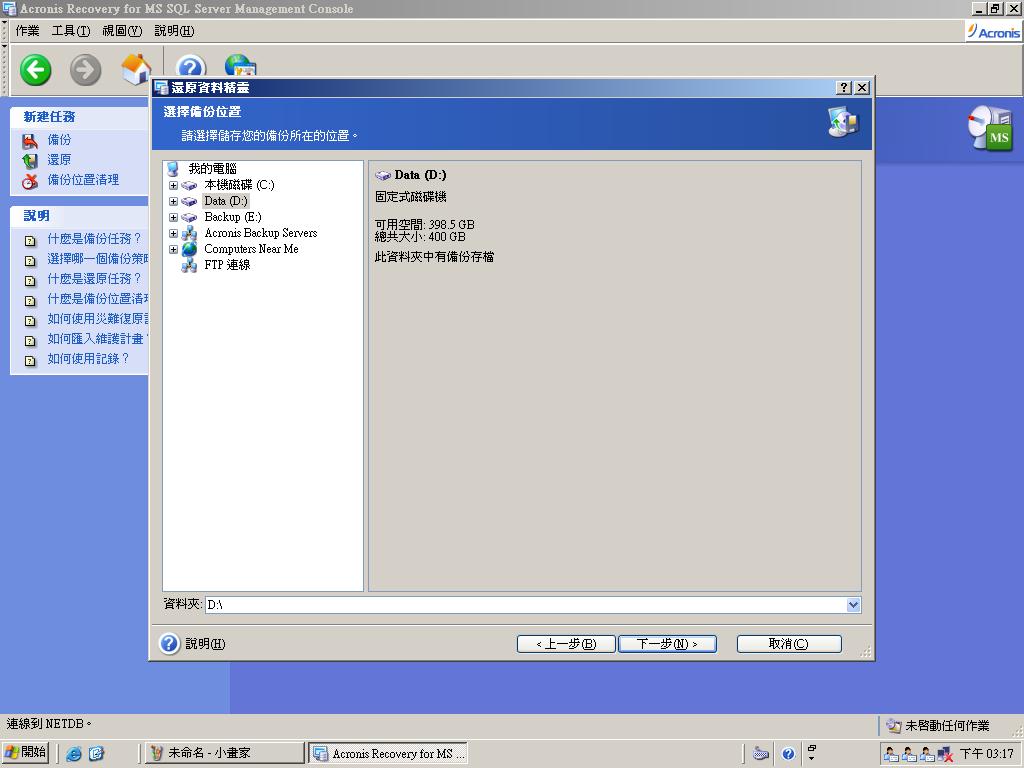 Acronis Recovery for MS SQL Server Management Console
作業 工具(T) 視圖(V) 說明(H)
Acronis
新建任務
備份
還原
備份位置清理
說明
什麼是備份任務？
選擇哪一個備份策
什麼是還原任務？
什麼是備份位置清
如何使用災難復原
如何匯入維護計畫
如何使用記錄？
還原資料精靈
選擇備份位置
請選擇儲存您的備份所在的位置。
MS
我的電腦
本機磁碟 (C:)
Data (D:)
Backup (E:)
Acronis Backup Servers
Computers Near Me
FTP 連線
Data (D:)
固定式磁碟機
可用空間: 398.5 GB
總共大小: 400 GB
此資料夾中有備份存檔
資料夾: D:\
說明(H)
< 上一步(B) 下一步(N) > 取消(C)
連線到 NETDB。
未啟動任何作業
開始
未命名 - 小畫家
Acronis Recovery for MS ...
下午 03:17